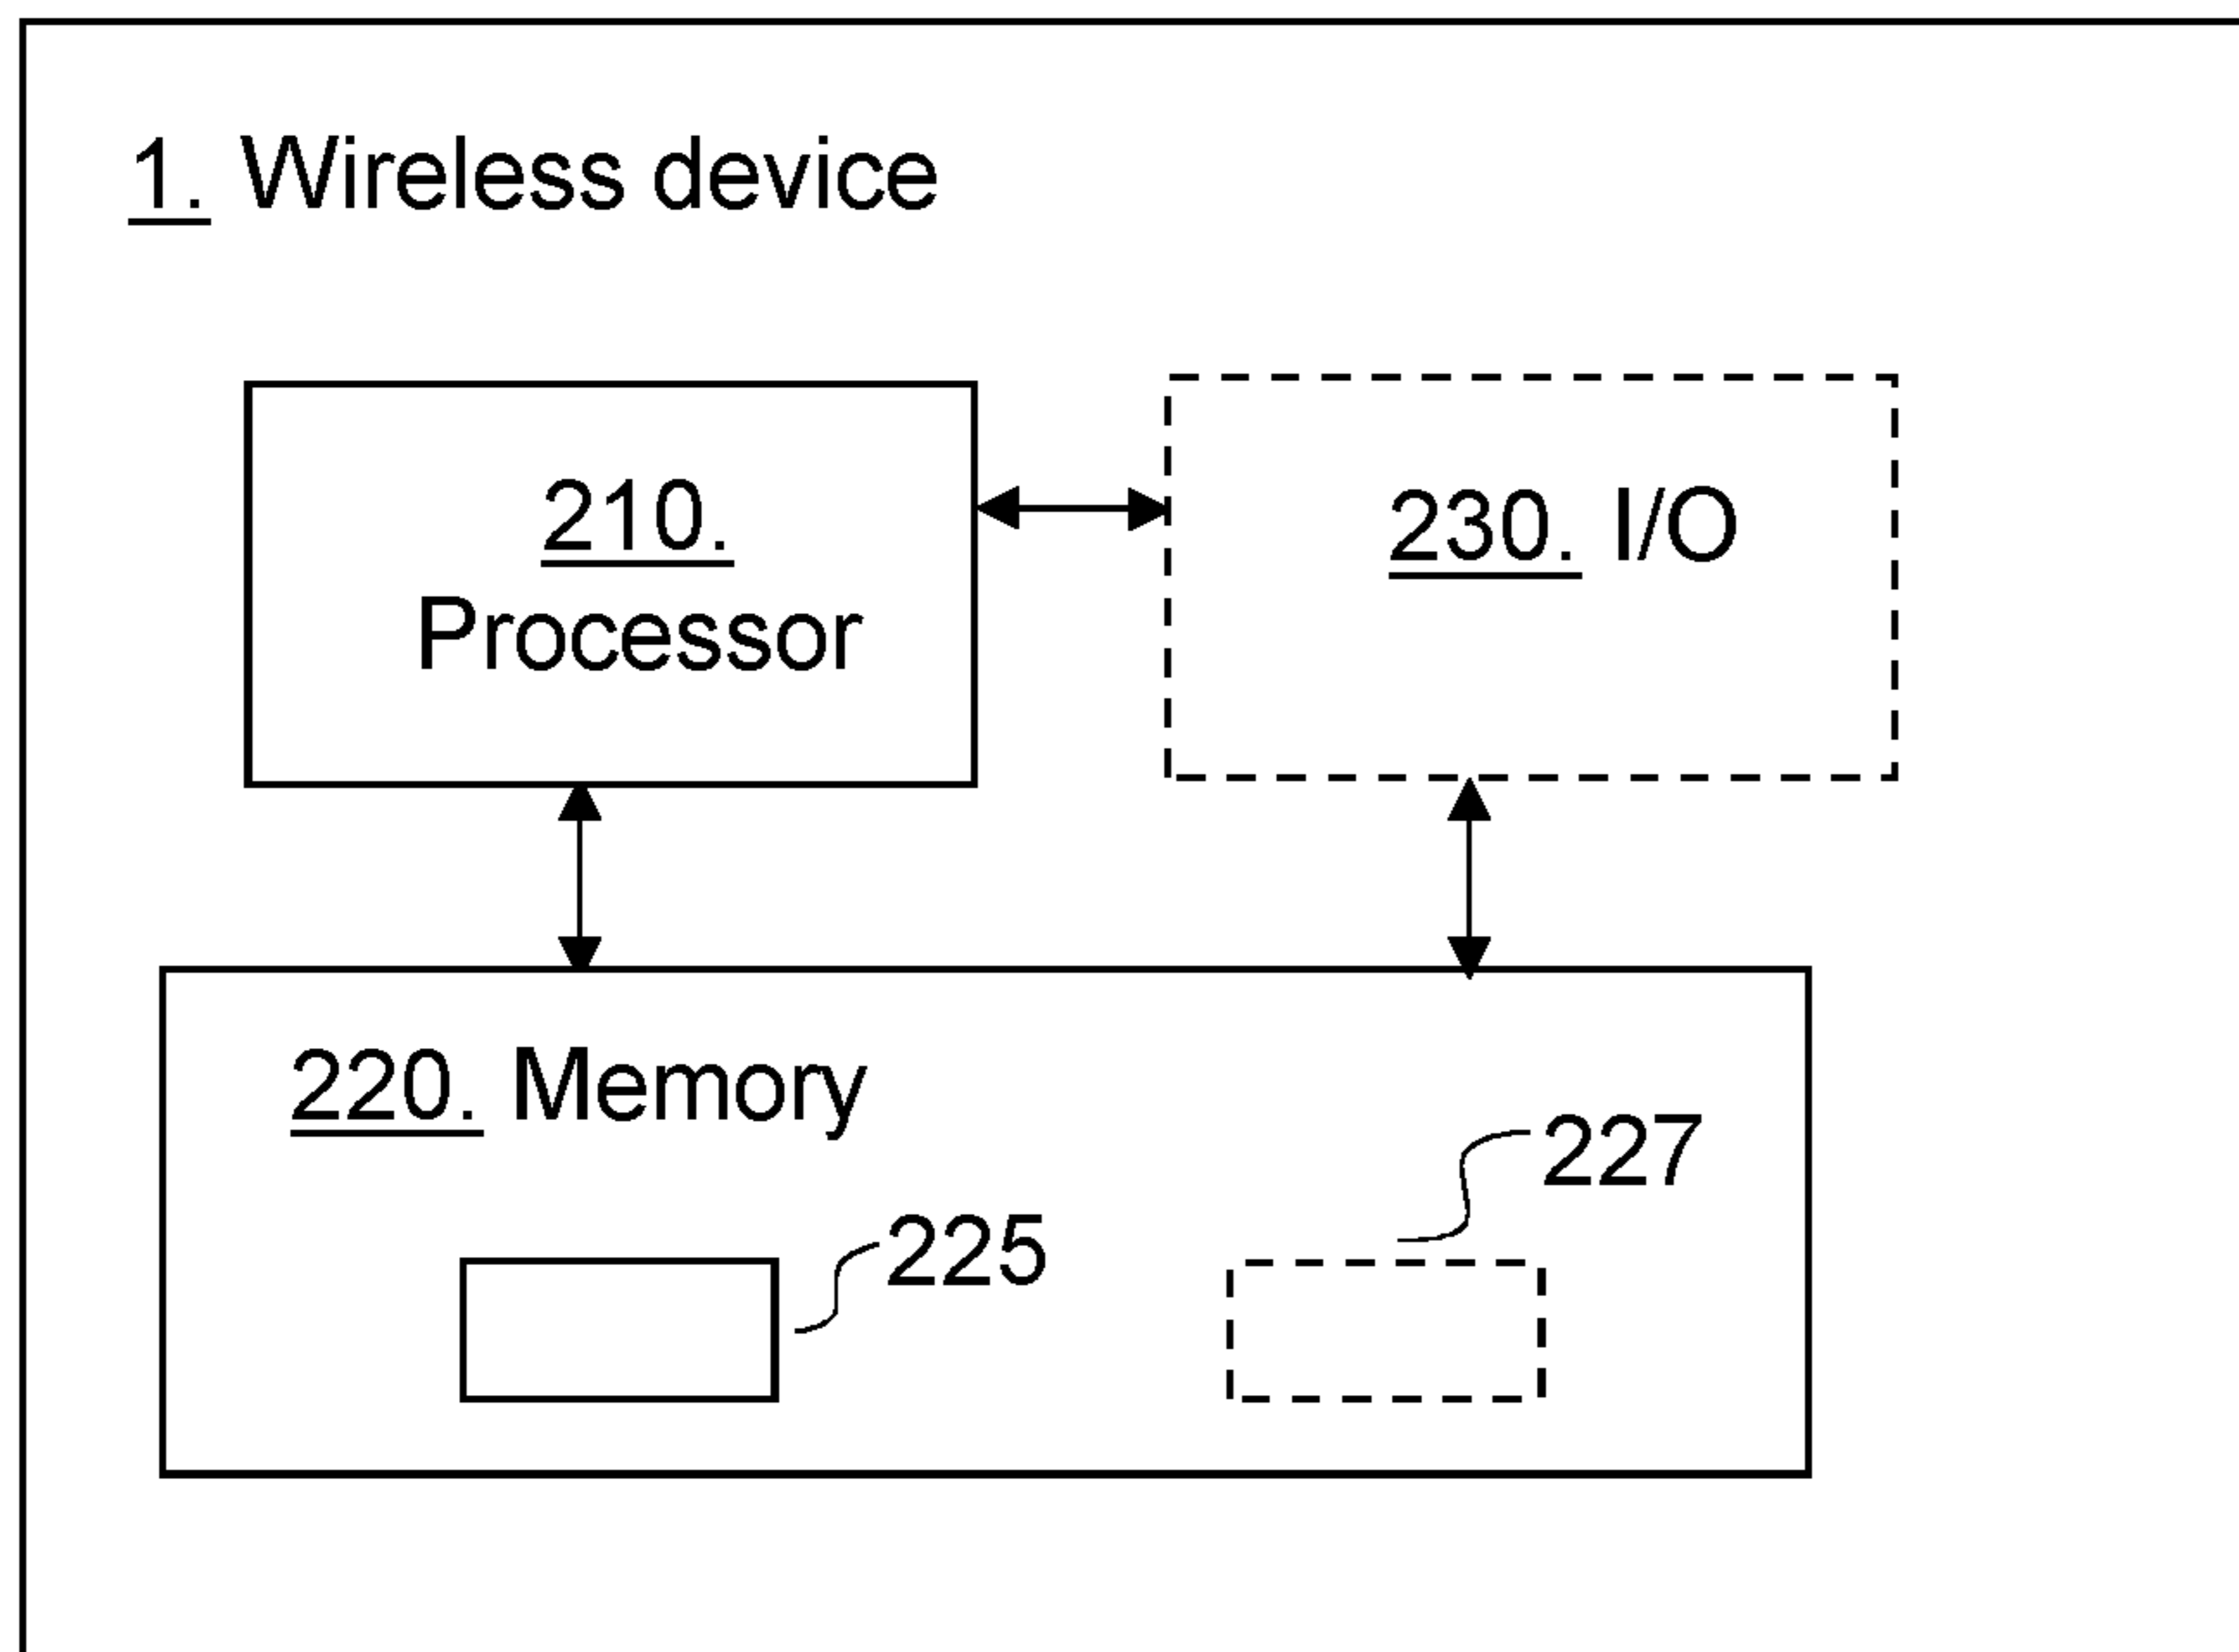 1. Wireless device
210.
Processor
230. I/O
220. Memory
227
225